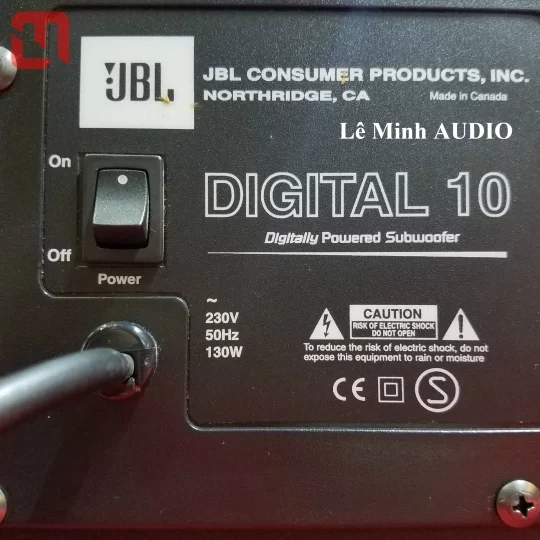 JBL
JBL CONSUMER PRODUCTS, INC.
NORTHRIDGE, CA Made in Canada
Lê Minh AUDIO
On
DIGITAL 10
Digitally Powered Subwoofer
Off
Power
~
230V
50Hz
130W
CAUTION
RISK OF ELECTRIC SHOCK
DO NOT OPEN
To reduce the risk of electric shock, do not
expose this equipment to rain or moisture
CE S